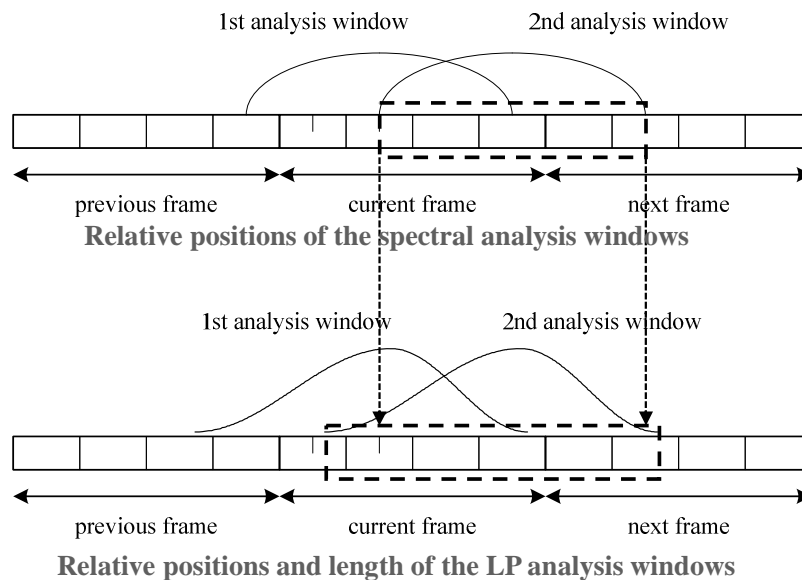 1st analysis window 2nd analysis window
previous frame current frame next frame
Relative positions of the spectral analysis windows
1st analysis window 2nd analysis window
previous frame current frame next frame
Relative positions and length of the LP analysis windows